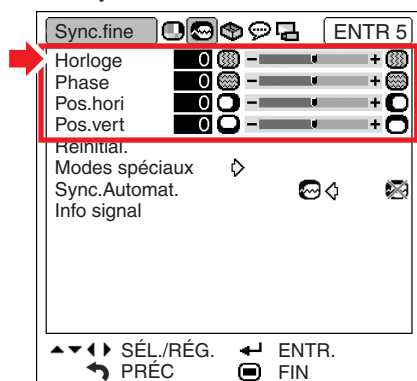 Sync.fine ENTR 5
Horloge 0 - +
Phase 0 - +
Pos.hori 0 - +
Pos.vert 0 - +
Réinitial.
Modes spéciaux
Sync.Automat.
Info signal
SÉL./RÉG. ENTR.
PRÉC FIN